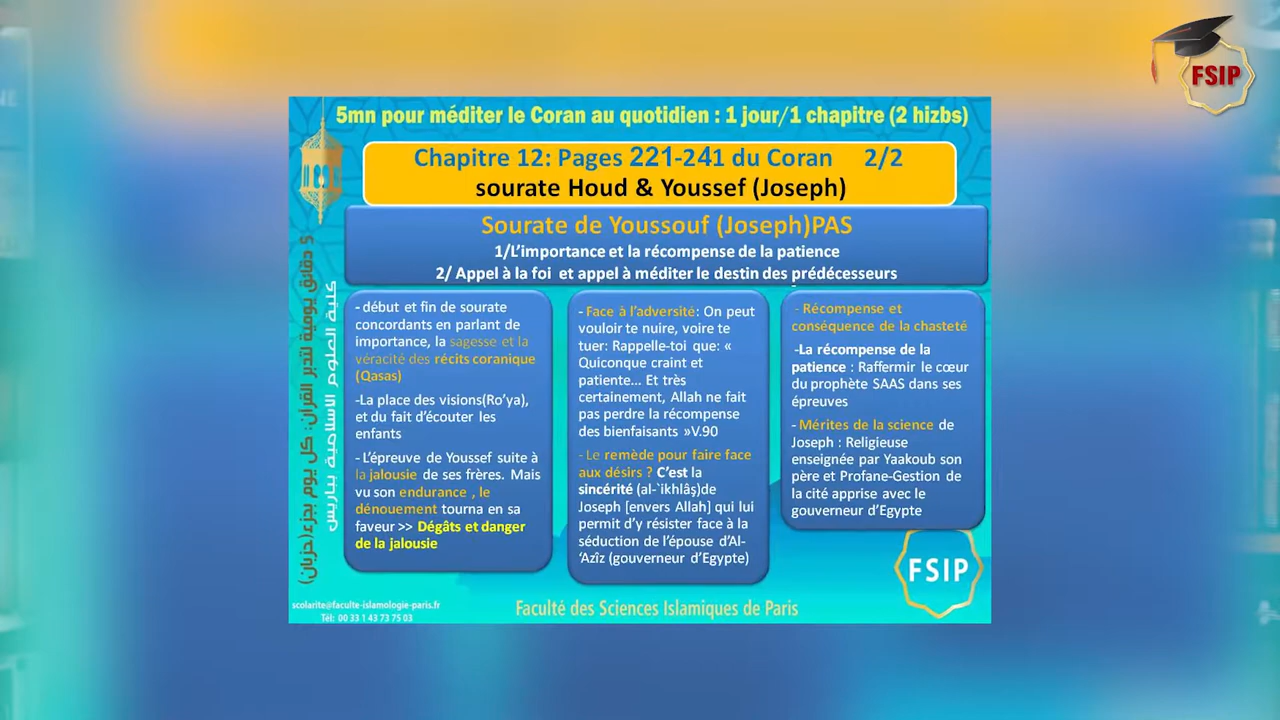 FSIP
5mn pour méditer le Coran au quotidien : 1 jour/1 chapitre (2 hizbs)
Chapitre 12: Pages 221-241 du Coran 2/2
sourate Houd & Youssef (Joseph)
Sourate de Youssouf (Joseph)PAS
1/L'importance et la récompense de la patience
2/ Appel à la foi et appel à méditer le destin des prédécesseurs
5 دقائق يومية لتدبر القرآن: كل يوم بجزء(حزبان)
كلية العلوم الاسلامية بباريس
- début et fin de sourate
concordants en parlant de
importance, la sagesse et la
véracité des récits coranique
(Qasas)
-La place des visions(Ro'ya),
et du fait d'écouter les
enfants
- L'épreuve de Youssef suite à
la jalousie de ses frères. Mais
vu son endurance , le
dénouement tourna en sa
faveur >> Dégâts et danger
de la jalousie
- Face à l'adversité: On peut
vouloir te nuire, voire te
tuer: Rappelle-toi que: «
Quiconque craint et
patiente... Et très
certainement, Allah ne fait
pas perdre la récompense
des bienfaisants »V.90
- Le remède pour faire face
aux désirs ? C'est la
sincérité (al-`ikhlâş)de
Joseph [envers Allah] qui lui
permit d'y résister face à la
séduction de l'épouse d'Al-
'Azîz (gouverneur d'Egypte)
- Récompense et
conséquence de la chasteté
-La récompense de la
patience : Raffermir le cœur
du prophète SAAS dans ses
épreuves
- Mérites de la science de
Joseph : Religieuse
enseignée par Yaakoub son
père et Profane-Gestion de
la cité apprise avec le
gouverneur d'Egypte
FSIP
scolarite@faculte-islamologie-paris.fr
Tél: 00 33 1 43 73 75 03
Faculté des Sciences Islamiques de Paris